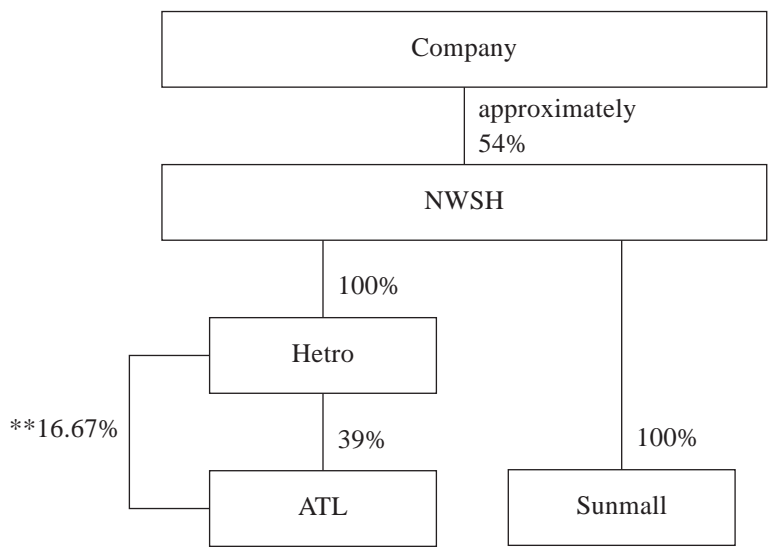 Company
approximately
54%
NWSH
100%
Hetro
**16.67%
39%
100%
ATL
Sunmall